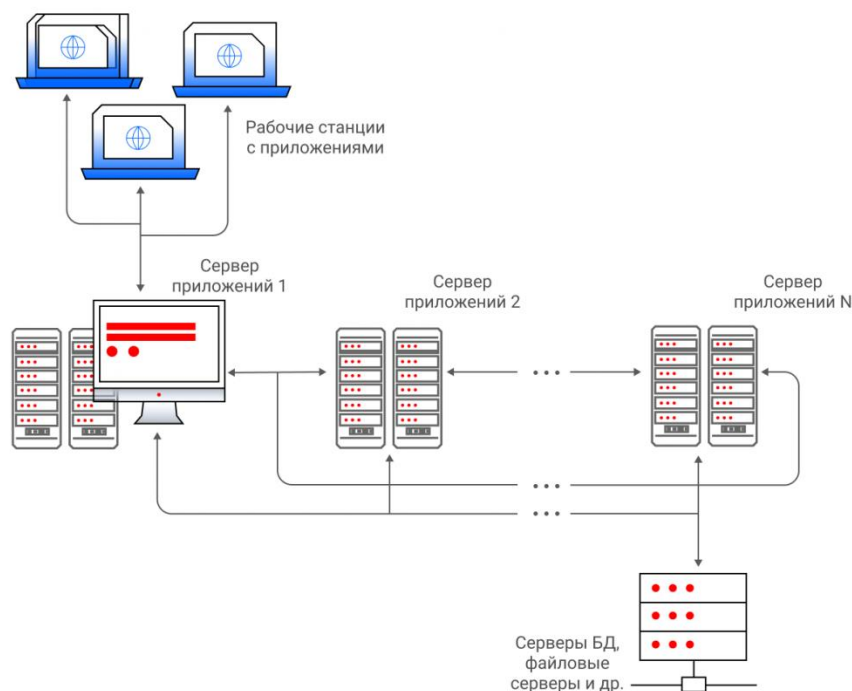 Рабочие станции
с приложениями
Сервер
приложений 1
Сервер
приложений 2
Сервер
приложений N
Серверы БД,
файловые
серверы и др.